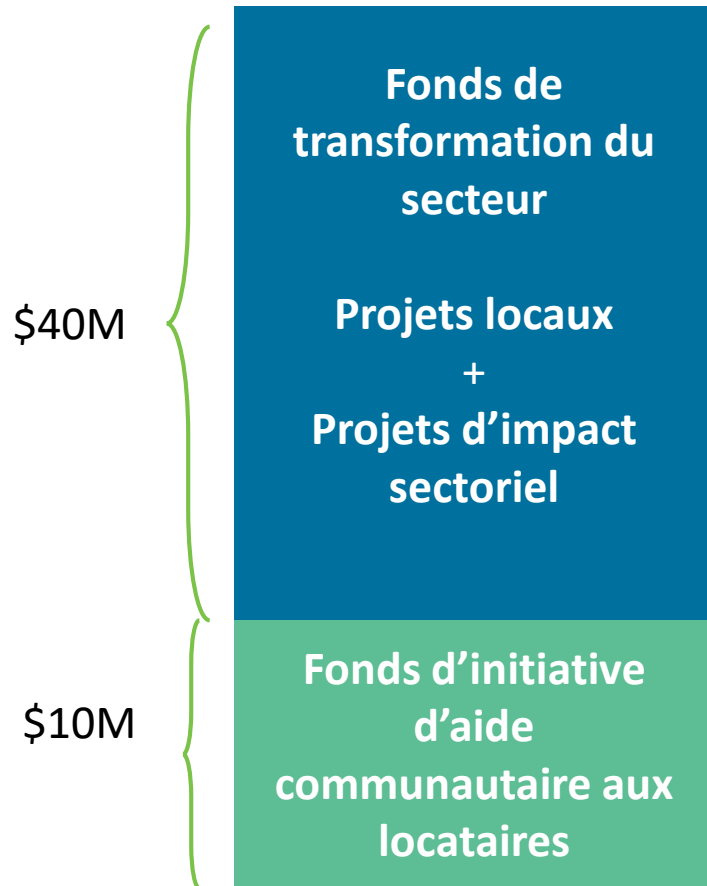 Fonds de
transformation du
secteur
$40M
Projets locaux
+
Projets d’impact
sectoriel
$10M
Fonds d’initiative
d’aide
communautaire aux
locataires